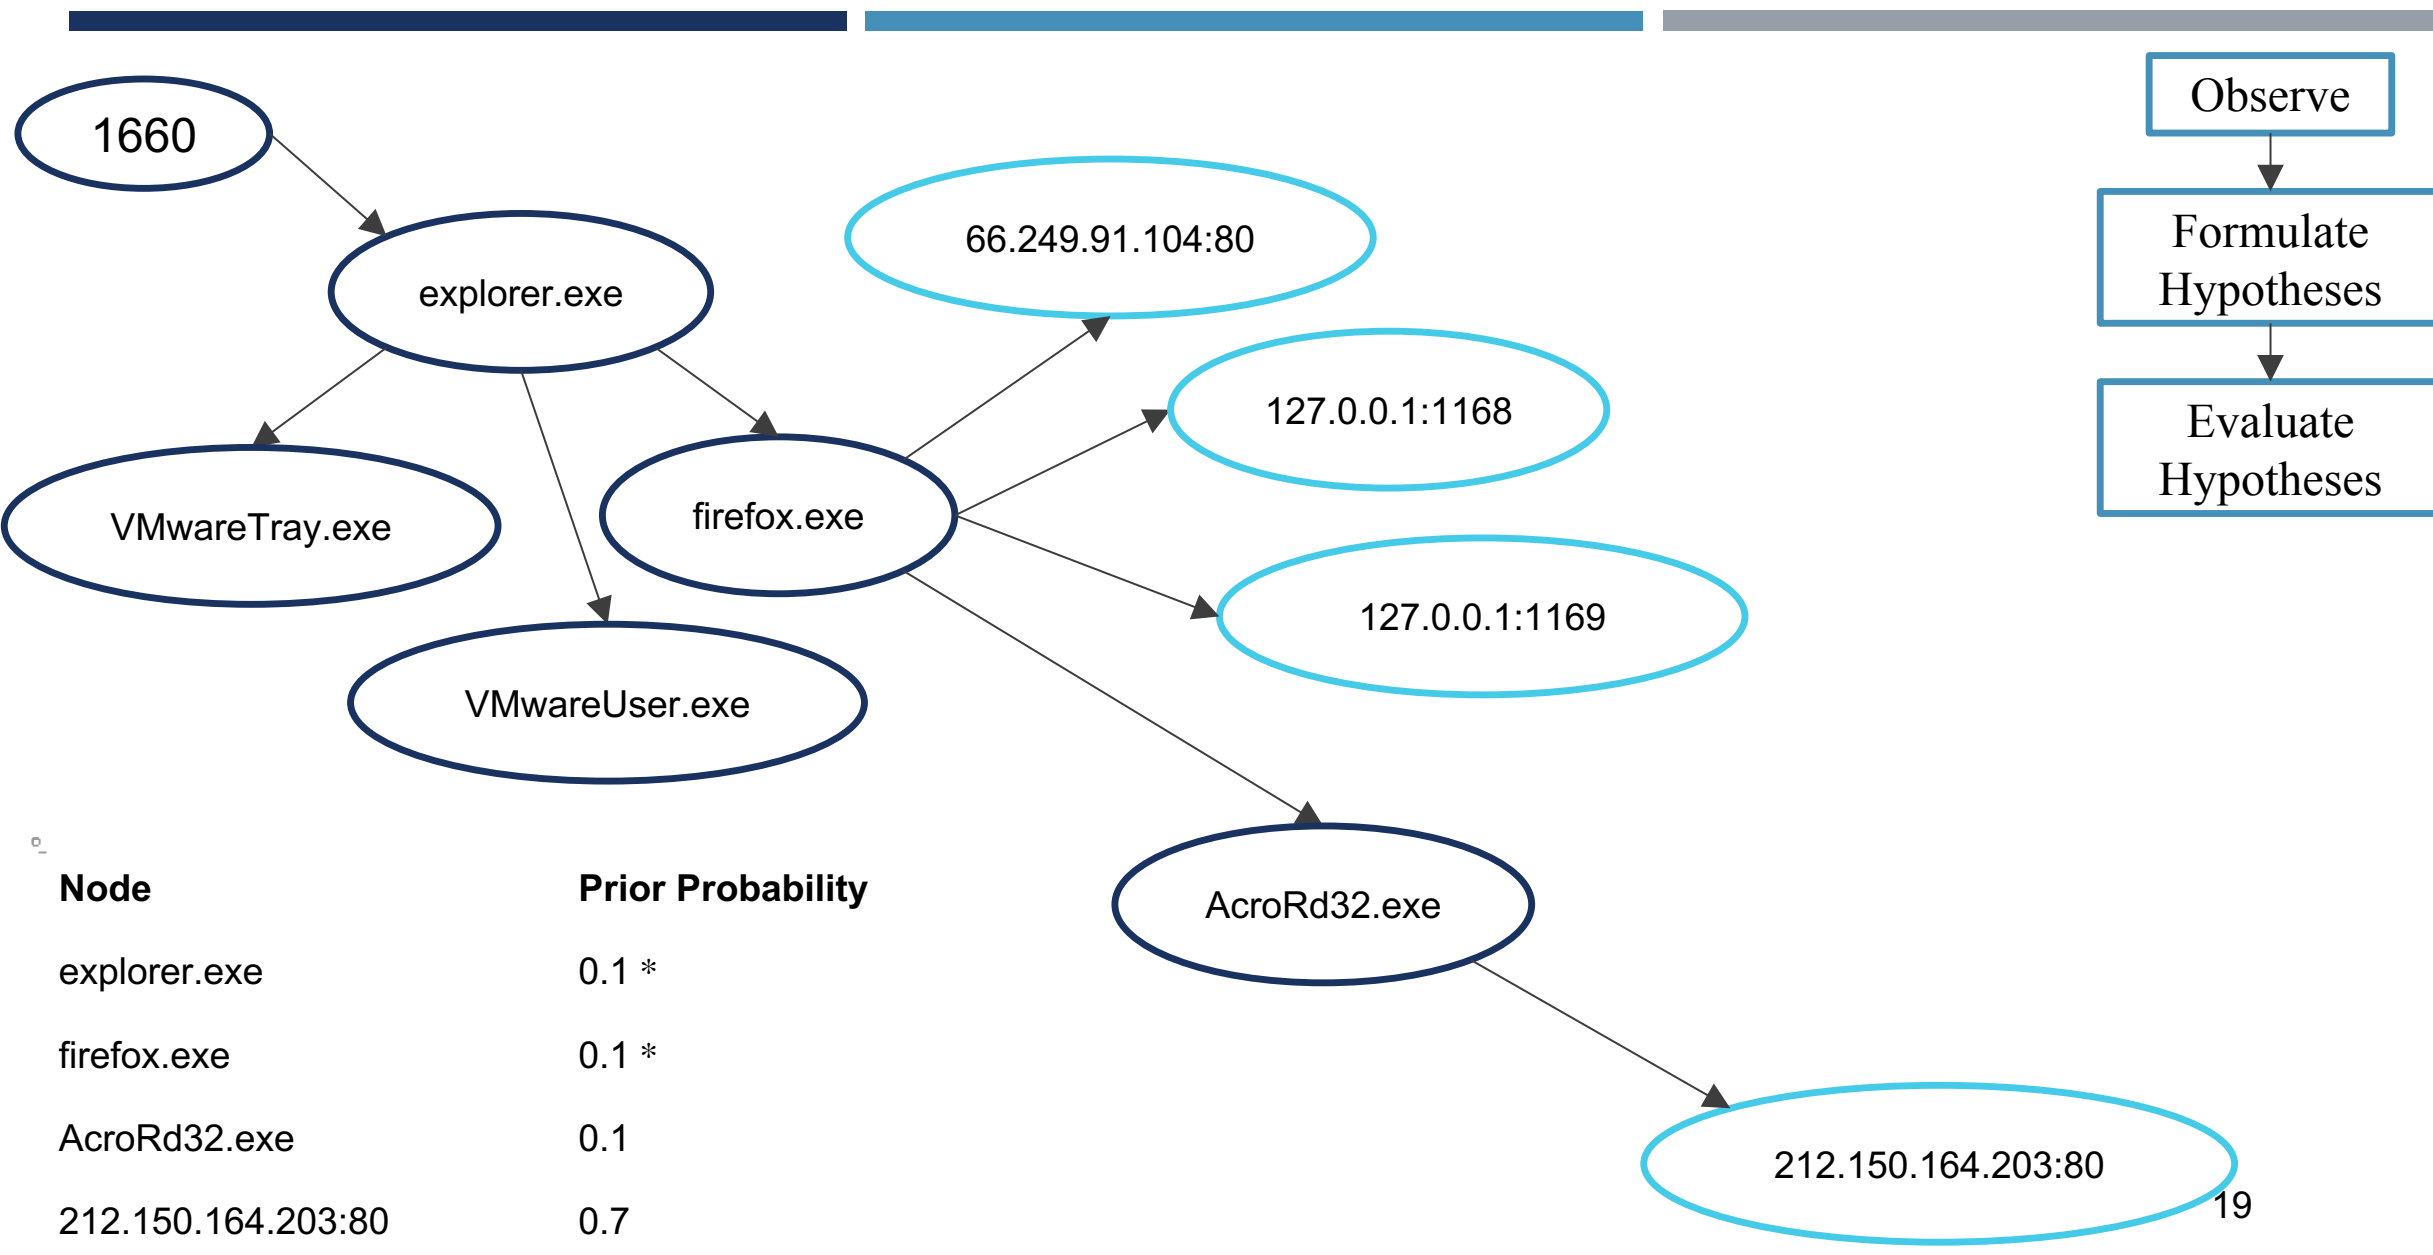 1660
explorer.exe
66.249.91.104:80
127.0.0.1:1168
VMwareTray.exe
firefox.exe
127.0.0.1:1169
VMwareUser.exe
AcroRd32.exe
212.150.164.203:80
Observe
Formulate
Hypotheses
Evaluate
Hypotheses
Node Prior Probability
explorer.exe 0.1 *
firefox.exe 0.1 *
AcroRd32.exe 0.1
212.150.164.203:80 0.7
19